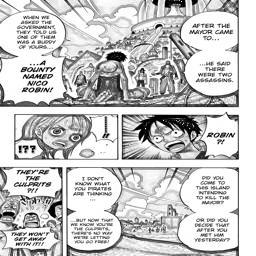 AFTER THE
MAYOR CAME
TO...
...HE SAID
THERE
WERE TWO
ASSASSINS.
WHEN WE
ASKED THE
GOVERNMENT,
THEY TOLD US
ONE OF THEM
WAS A BUDDY
OF YOURS.
...A
BOUNTY
NAMED
NICO
ROBIN!
ROBIN
?!
!!
!??
DID YOU
COME TO
THIS ISLAND
INTENDING
TO KILL THE
MAYOR?
OR DID YOU
DECIDE THAT
AFTER YOU
MET HIM
YESTERDAY?
I DON'T
KNOW WHAT
YOU PIRATES
ARE THINKING
...
...BUT NOW THAT
WE KNOW YOU'RE
THE CULPRITS,
THERE'S NO WAY
WE'RE LETTING
YOU GO FREE!
THEY'RE
THE
CULPRITS
?!
THEY WON'T
GET AWAY
WITH IT!!